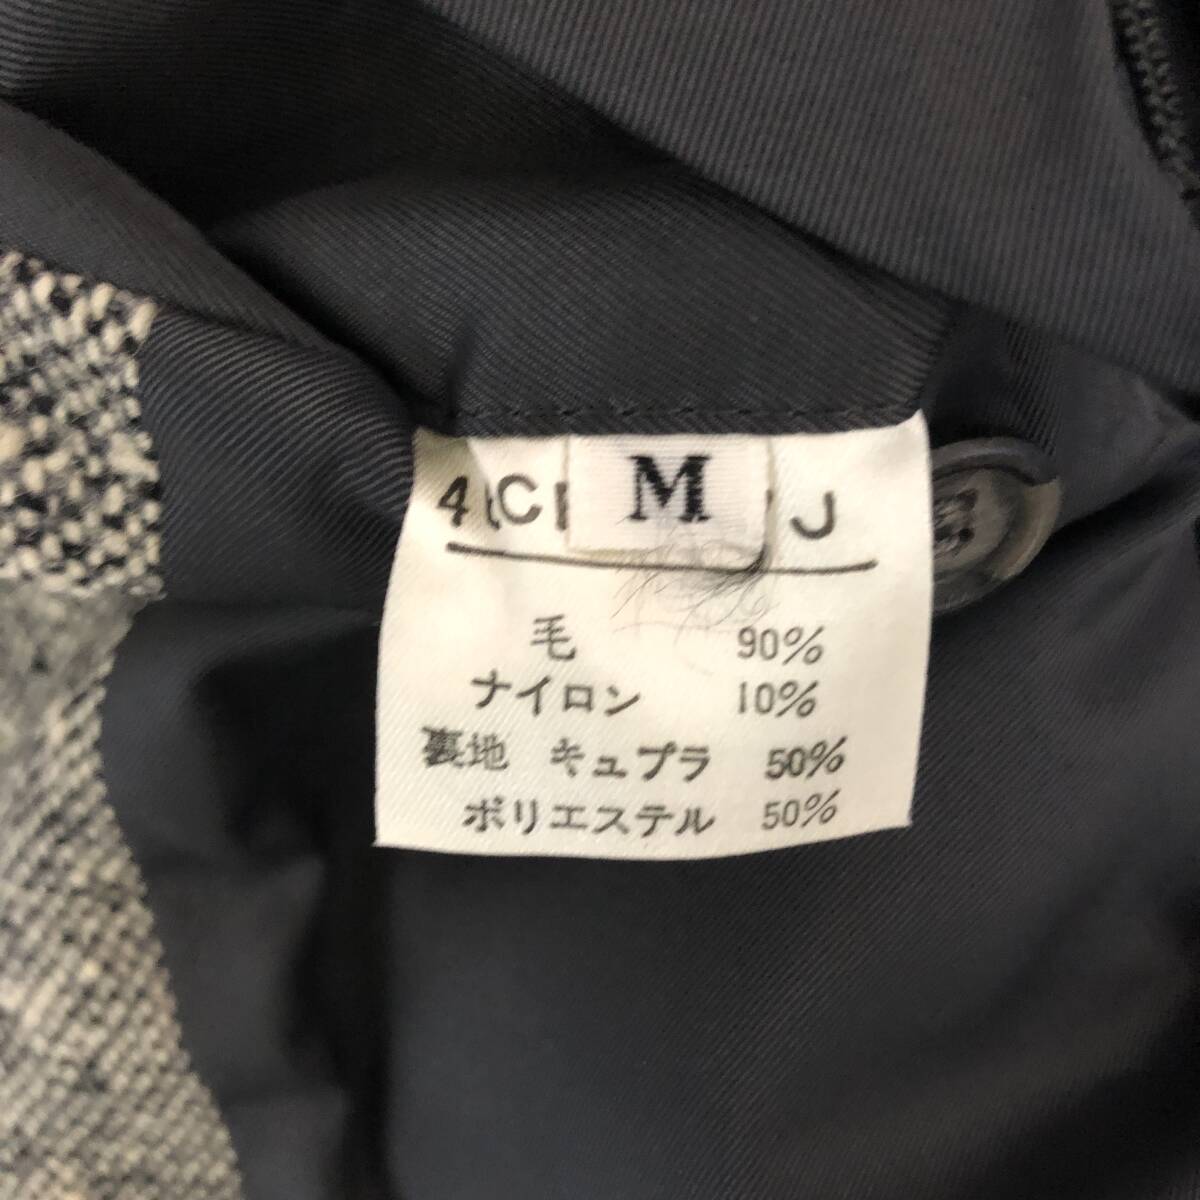 M
J
毛 90%
ナイロン 10%
裏地 キュプラ 50%
ポリエステル 50%